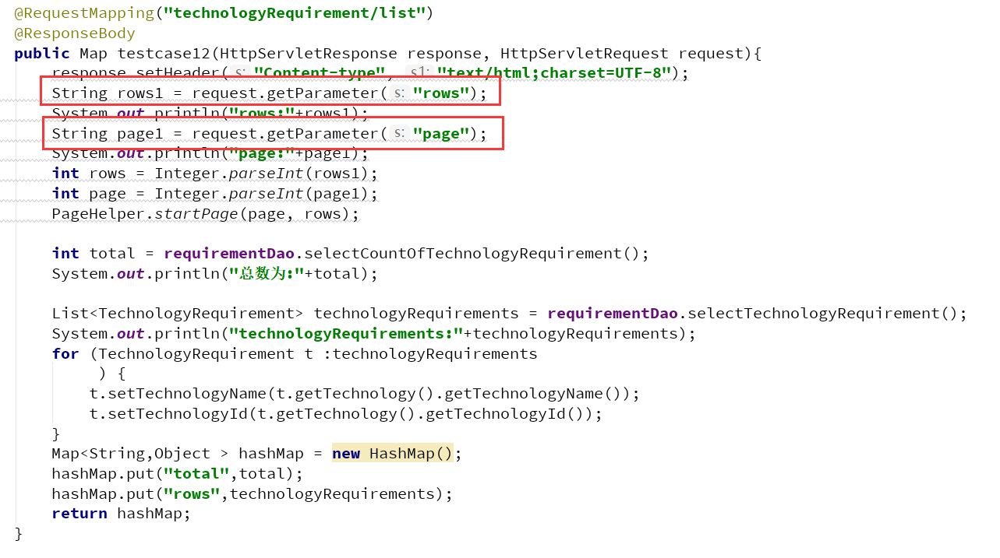 @RequestMapping("technologyRequirement/list")
@ResponseBody
public Map testcase12(HttpServletResponse response, HttpServletRequest request){
response.setHeader( s: "Content-type", s1: "text/html;charset=UTF-8");
String rows1 = request.getParameter( s: "rows");
System.out.println("rows:"+rows1);
String page1 = request.getParameter( s: "page");
System.out.println("page:"+page1);
int rows = Integer.parseInt(rows1);
int page = Integer.parseInt(page1);
PageHelper.startPage(page, rows);
int total = requirementDao.selectCountOfTechnologyRequirement();
System.out.println("总数为:"+total);
List<TechnologyRequirement> technologyRequirements = requirementDao.selectTechnologyRequirement();
System.out.println("technologyRequirements:"+technologyRequirements);
for (TechnologyRequirement t :technologyRequirements
) {
t.setTechnologyName(t.getTechnology().getTechnologyName());
t.setTechnologyId(t.getTechnology().getTechnologyId());
}
Map<String,Object > hashMap = new HashMap();
hashMap.put("total",total);
hashMap.put("rows",technologyRequirements);
return hashMap;
}